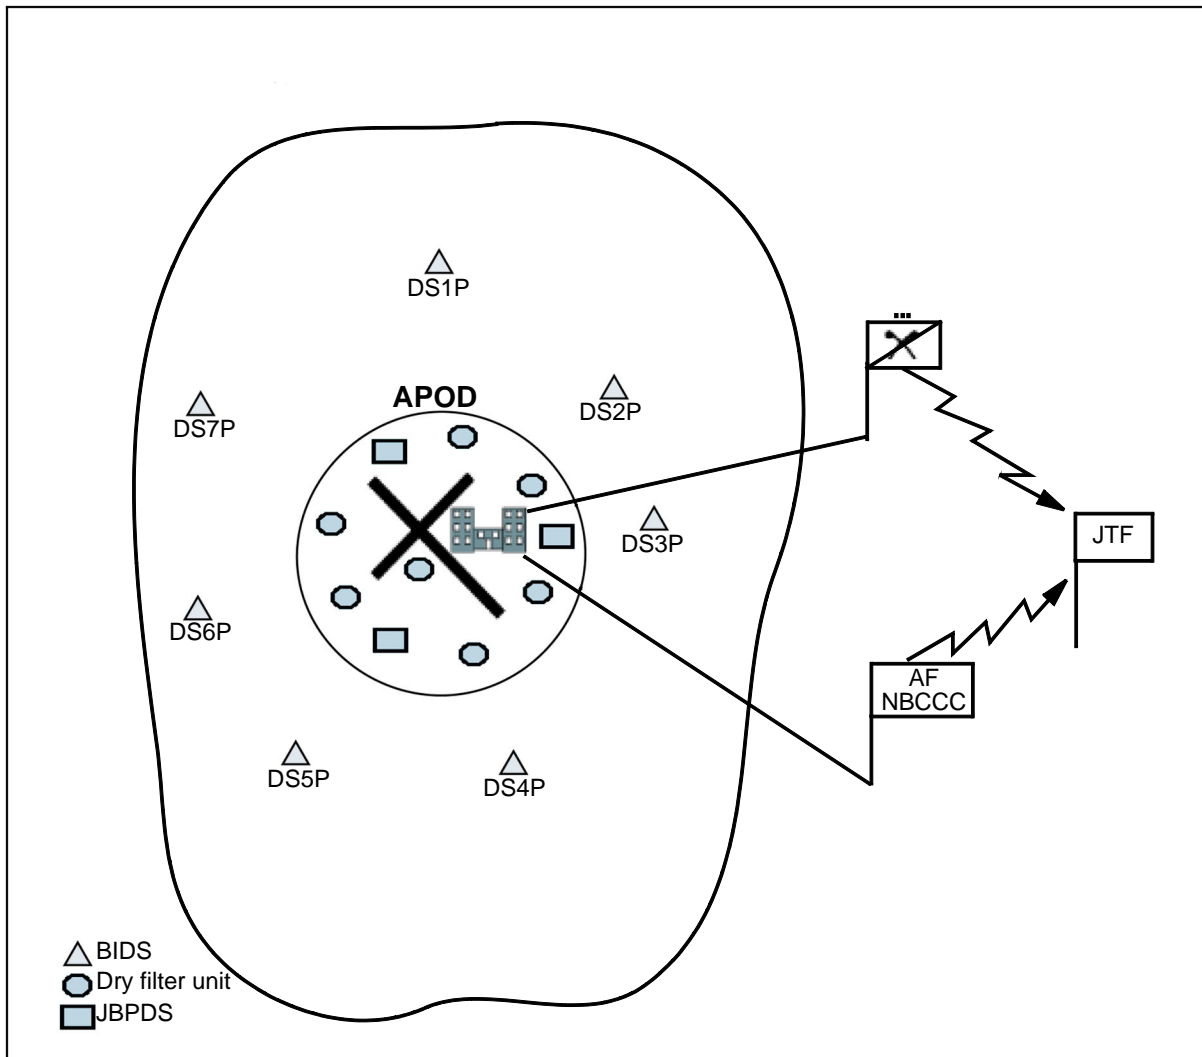 DS1P
APOD
DS2P
DS7P
DS3P
JTF
DS6P
AF
NBCCC
DS5P
DS4P
BIDS
Dry filter unit
JBPDS